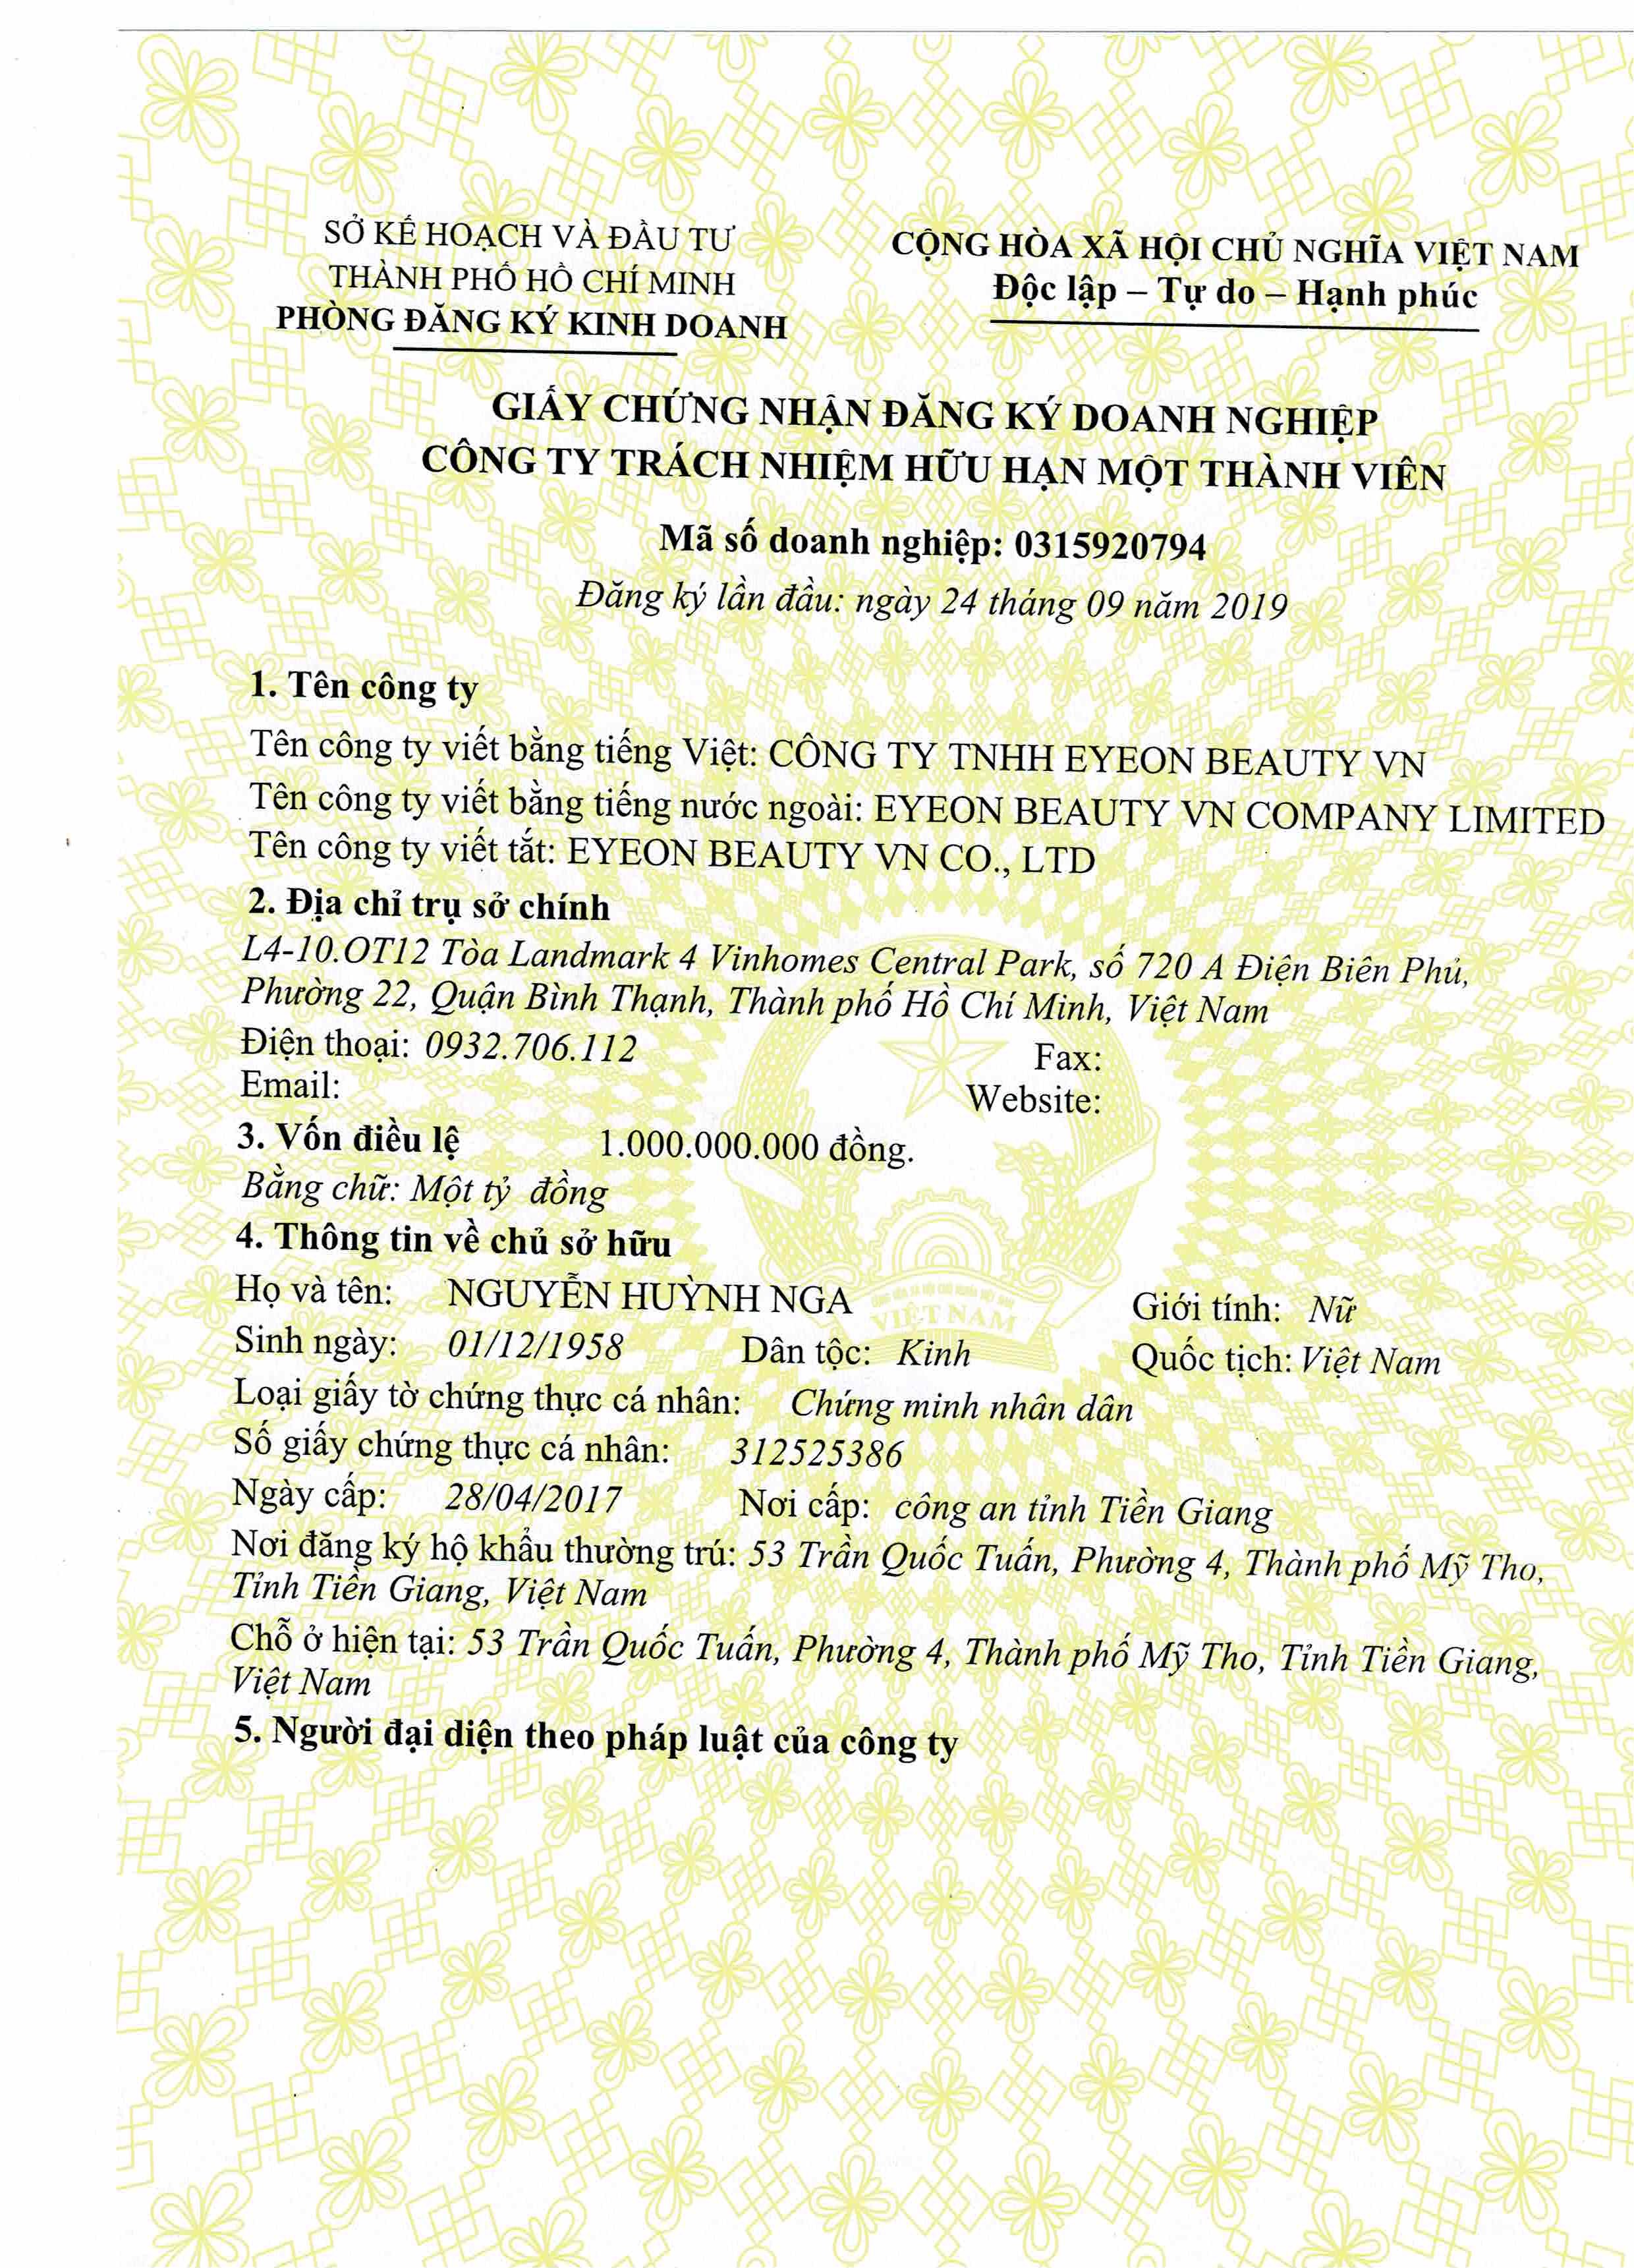 SỞ KẾ HOẠCH VÀ ĐẦU TƯ
THÀNH PHỐ HỒ CHÍ MINH
PHÒNG ĐĂNG KÝ KINH DOANH
CỘNG HÒA XÃ HỘI CHỦ NGHĨA VIỆT NAM
Độc lập – Tự do – Hạnh phúc
GIẤY CHỨNG NHẬN ĐĂNG KÝ DOANH NGHIỆP
CÔNG TY TRÁCH NHIỆM HỮU HẠN MỘT THÀNH VIÊN
Mã số doanh nghiệp: 0315920794
Đăng ký lần đầu: ngày 24 tháng 09 năm 2019
1. Tên công ty
Tên công ty viết bằng tiếng Việt: CÔNG TY TNHH EYEON BEAUTY VN
Tên công ty viết bằng tiếng nước ngoài: EYEON BEAUTY VN COMPANY LIMITED
Tên công ty viết tắt: EYEON BEAUTY VN CO., LTD
2. Địa chỉ trụ sở chính
L4-10.OT12 Tòa Landmark 4 Vinhomes Central Park, số 720 A Điện Biên Phủ,
Phường 22, Quận Bình Thạnh, Thành phố Hồ Chí Minh, Việt Nam
Điện thoại: 0932.706.112 Fax:
Email: Website:
3. Vốn điều lệ 1.000.000.000 đồng.
Bằng chữ: Một tỷ đồng
4. Thông tin về chủ sở hữu
Họ và tên: NGUYỄN HUỲNH NGA Giới tính: Nữ
VIỆT NAM
Sinh ngày: 01/12/1958 Dân tộc: Kinh Quốc tịch: Việt Nam
Loại giấy tờ chứng thực cá nhân: Chứng minh nhân dân
Số giấy chứng thực cá nhân: 312525386
Ngày cấp: 28/04/2017 Nơi cấp: công an tỉnh Tiền Giang
Nơi đăng ký hộ khẩu thường trú: 53 Trần Quốc Tuấn, Phường 4, Thành phố Mỹ Tho,
Tỉnh Tiền Giang, Việt Nam
Chỗ ở hiện tại: 53 Trần Quốc Tuấn, Phường 4, Thành phố Mỹ Tho, Tỉnh Tiền Giang,
Việt Nam
5. Người đại diện theo pháp luật của công ty